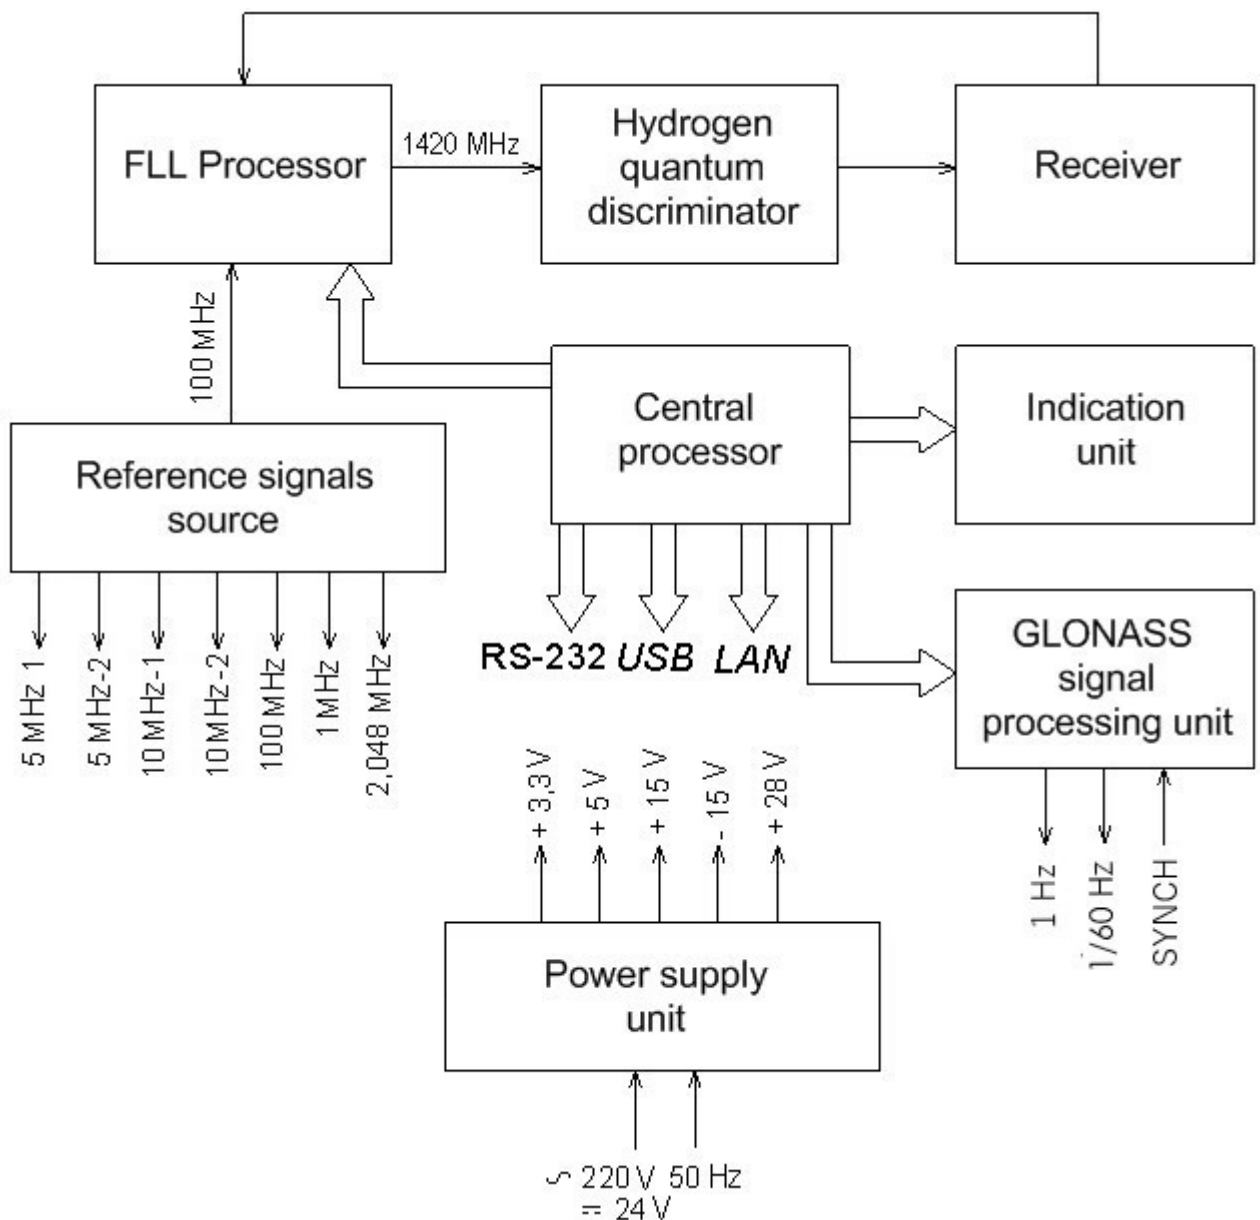 FLL Processor
1420 MHz
Hydrogen
quantum
discriminator
Receiver
100 MHz
Central
processor
Indication
unit
Reference signals
source
5 MHz 1
5 MHz-2
10 MHz-1
10 MHz-2
100 MHz
1 MHz
2,048 MHz
RS-232 USB LAN
GLONASS
signal
processing unit
1 Hz
1/60 Hz
SYNCH
+ 3,3 V
+ 5 V
+ 15 V
- 15 V
+ 28 V
Power supply
unit
∽ 220 V 50 Hz
⎓ 24 V